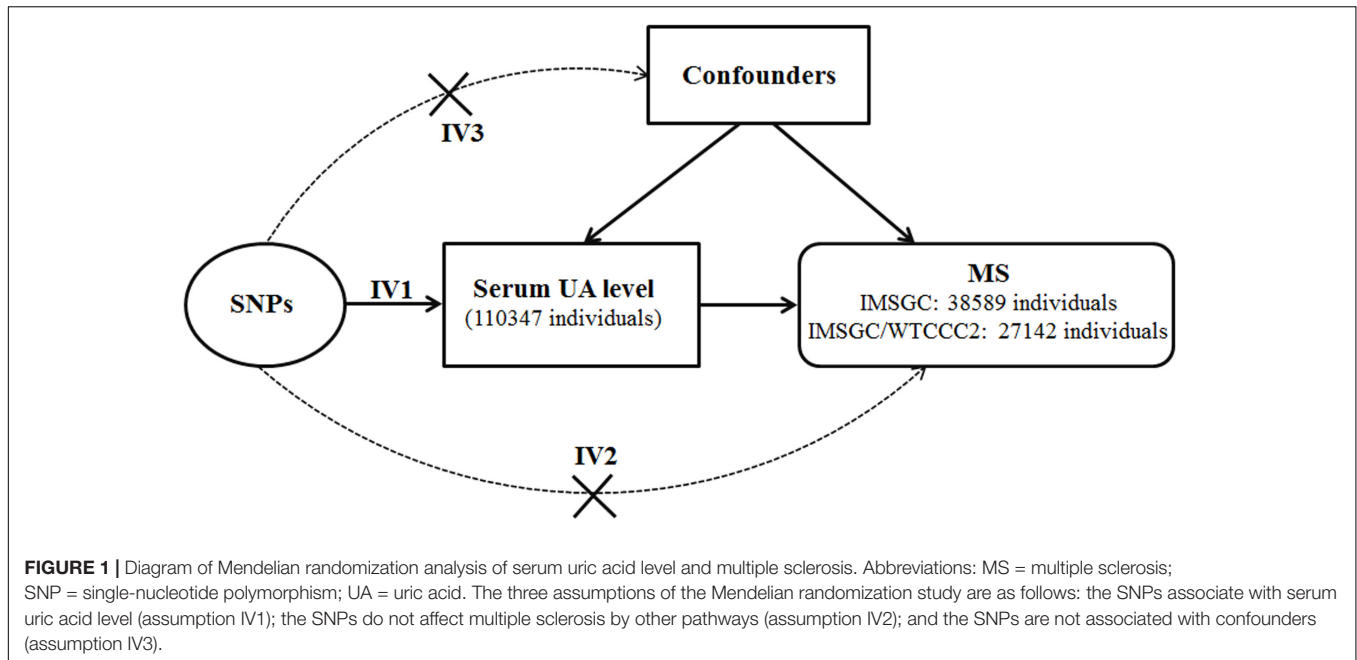 Confounders
IV3
SNPs
IV1
Serum UA level
(110347 individuals)
MS
IMSGC: 38589 individuals
IMSGC/WTCCC2: 27142 individuals
IV2
FIGURE 1 | Diagram of Mendelian randomization analysis of serum uric acid level and multiple sclerosis. Abbreviations: MS = multiple sclerosis;
SNP = single-nucleotide polymorphism; UA = uric acid. The three assumptions of the Mendelian randomization study are as follows: the SNPs associate with serum
uric acid level (assumption IV1); the SNPs do not affect multiple sclerosis by other pathways (assumption IV2); and the SNPs are not associated with confounders
(assumption IV3).